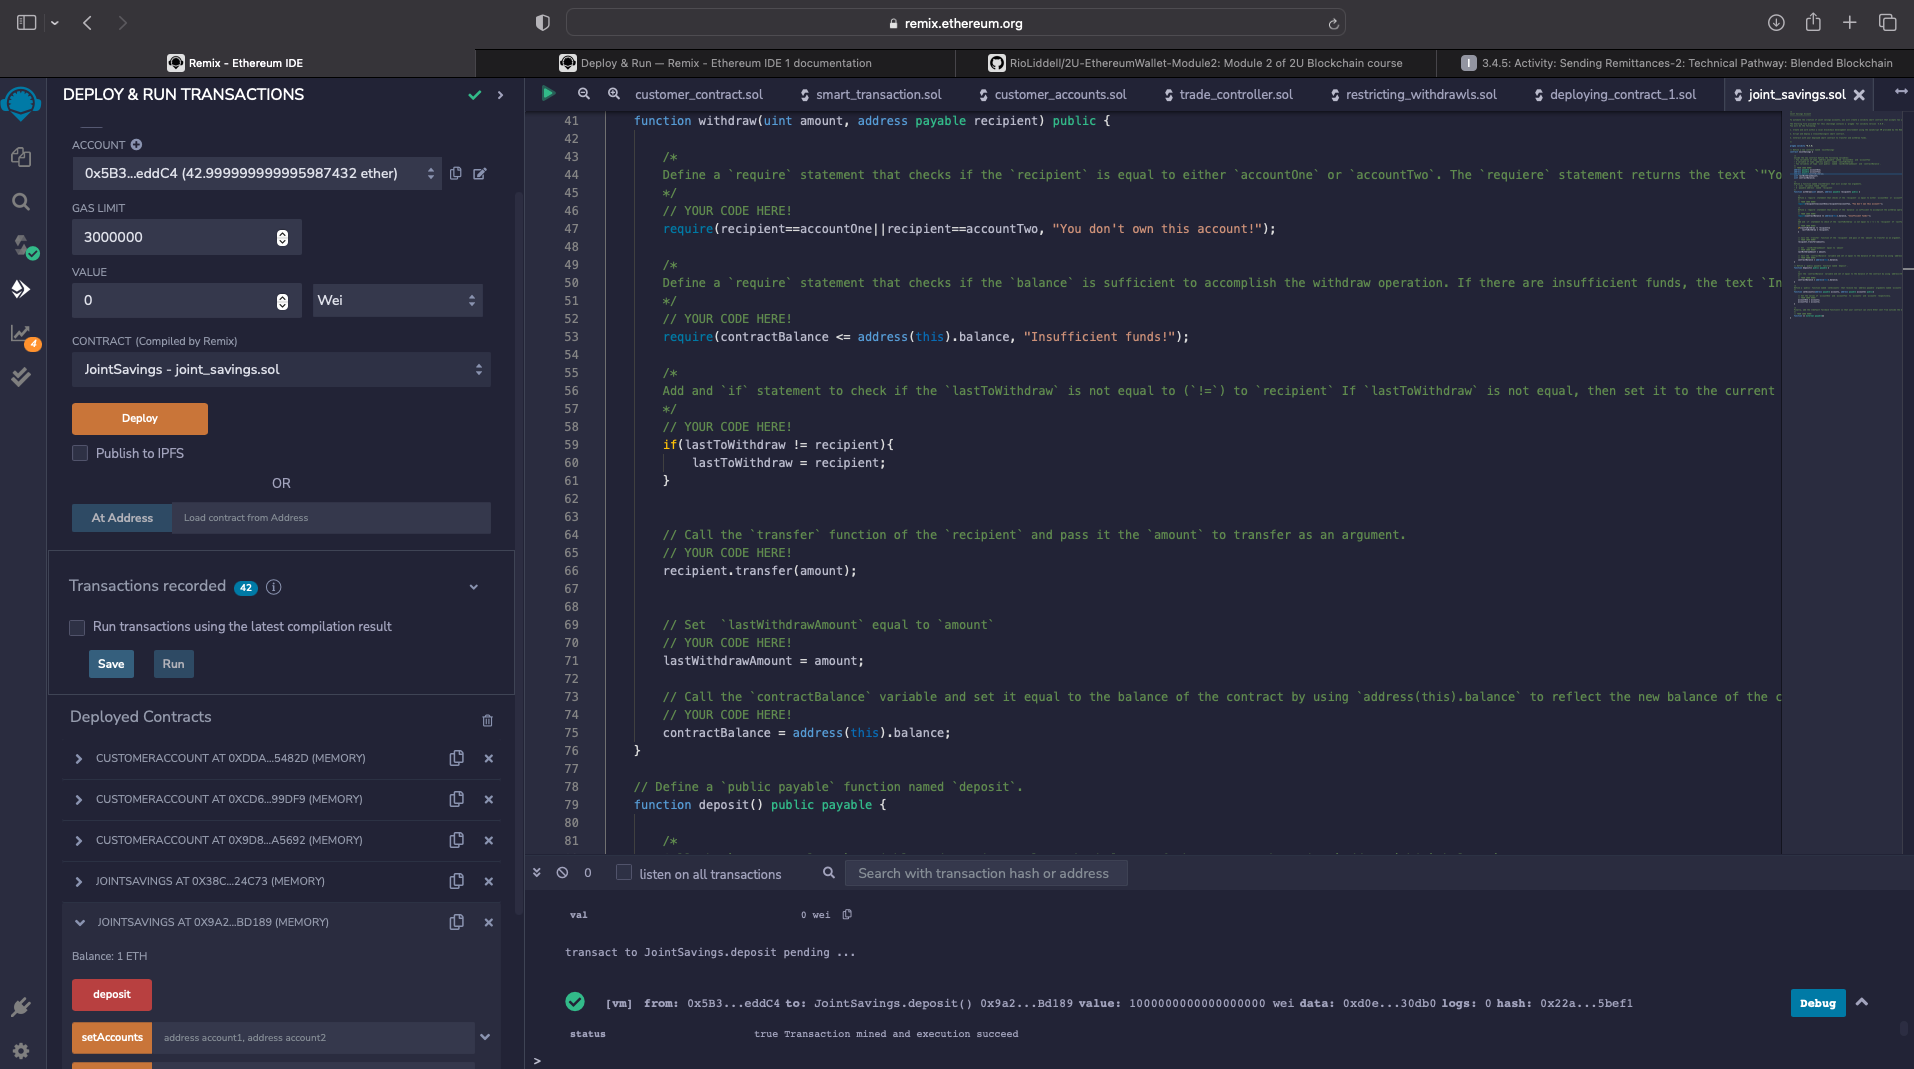 remix.ethereum.org
Remix - Ethereum IDE
Deploy & Run — Remix - Ethereum IDE 1 documentation
RioLiddell/2U-EthereumWallet-Module2: Module 2 of 2U Blockchain course
I
3.4.5: Activity: Sending Remittances-2: Technical Pathway: Blended Blockchain
DEPLOY & RUN TRANSACTIONS
ACCOUNT
0x5B3...eddC4 (42.999999999995987432 ether)
GAS LIMIT
3000000
VALUE
0
Wei
CONTRACT (Compiled by Remix)
JointSavings - joint_savings.sol
Deploy
Publish to IPFS
OR
At Address
Load contract from Address
Transactions recorded 42 i
Run transactions using the latest compilation result
Save
Run
Deployed Contracts
CUSTOMERACCOUNT AT 0XDDA...5482D (MEMORY)
CUSTOMERACCOUNT AT 0XCD6...99DF9 (MEMORY)
CUSTOMERACCOUNT AT 0X9D8...A5692 (MEMORY)
JOINTSAVINGS AT 0X38C...24C73 (MEMORY)
JOINTSAVINGS AT 0X9A2...BD189 (MEMORY)
Balance: 1 ETH
deposit
setAccounts
address account1, address account2
4
customer_contract.sol
smart_transaction.sol
customer_accounts.sol
trade_controller.sol
restricting_withdrawls.sol
deploying_contract_1.sol
joint_savings.sol
41 function withdraw(uint amount, address payable recipient) public {
42
43 /*
44 Define a `require` statement that checks if the `recipient` is equal to either `accountOne` or `accountTwo`. The `requiere` statement returns the text `"Yo
45 */
46 // YOUR CODE HERE!
47 require(recipient==accountOne||recipient==accountTwo, "You don't own this account!");
48
49 /*
50 Define a `require` statement that checks if the `balance` is sufficient to accomplish the withdraw operation. If there are insufficient funds, the text `In
51 */
52 // YOUR CODE HERE!
53 require(contractBalance <= address(this).balance, "Insufficient funds!");
54
55 /*
56 Add and `if` statement to check if the `lastToWithdraw` is not equal to (`!=`) to `recipient` If `lastToWithdraw` is not equal, then set it to the current
57 */
58 // YOUR CODE HERE!
59 if(lastToWithdraw != recipient){
60 lastToWithdraw = recipient;
61 }
62
63
64 // Call the `transfer` function of the `recipient` and pass it the `amount` to transfer as an argument.
65 // YOUR CODE HERE!
66 recipient.transfer(amount);
67
68
69 // Set  `lastWithdrawAmount` equal to `amount`
70 // YOUR CODE HERE!
71 lastWithdrawAmount = amount;
72
73 // Call the `contractBalance` variable and set it equal to the balance of the contract by using `address(this).balance` to reflect the new balance of the c
74 // YOUR CODE HERE!
75 contractBalance = address(this).balance;
76 }
77
78 // Define a `public payable` function named `deposit`.
79 function deposit() public payable {
80
81 /*
0
listen on all transactions
Search with transaction hash or address
val 0 wei
transact to JointSavings.deposit pending ...
[vm] from: 0x5B3...eddC4 to: JointSavings.deposit() 0x9a2...Bd189 value: 1000000000000000000 wei data: 0xd0e...30db0 logs: 0 hash: 0x22a...5bef1
Debug
status true Transaction mined and execution succeed
>